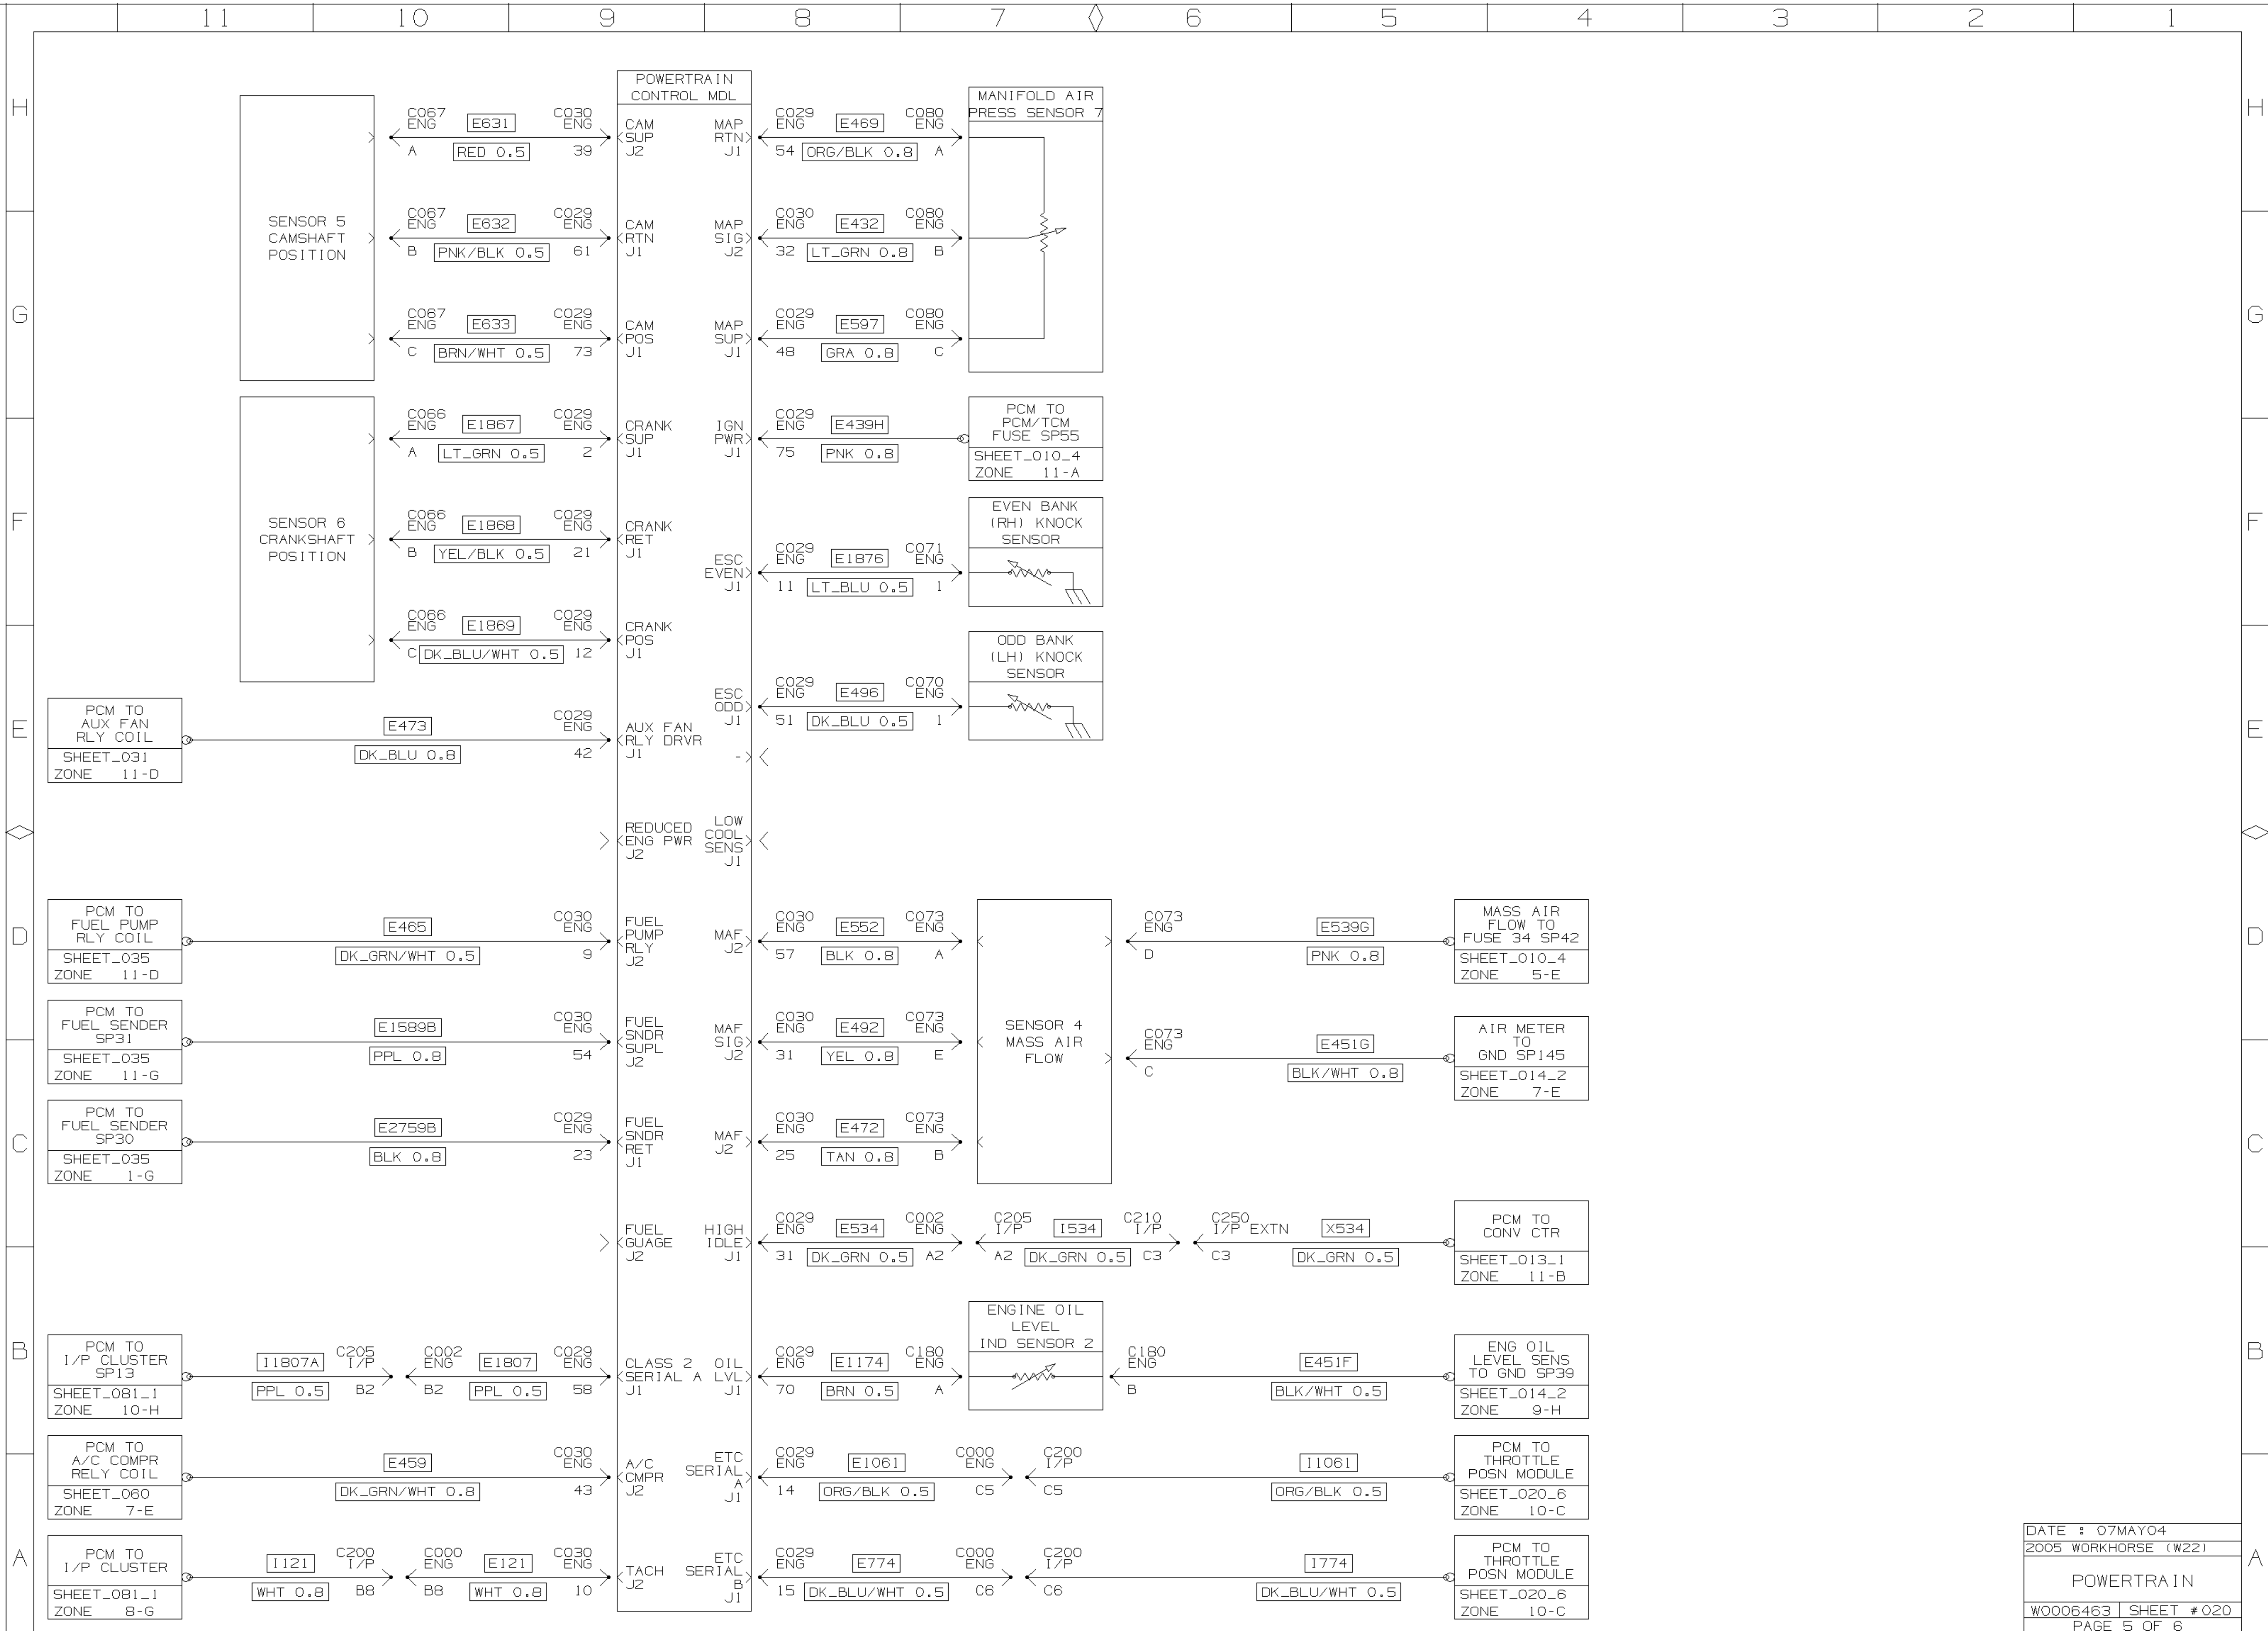 11 10 9 8 7 6 5 4 3 2 1
H
G
F
E
D
C
B
A
H
G
F
E
D
C
B
A
POWERTRAIN
CONTROL MDL
SENSOR 5
CAMSHAFT
POSITION
C067
ENG
E631
C030
ENG
A
RED 0.5
39
CAM
SUP
J2
C067
ENG
E632
C029
ENG
B
PNK/BLK 0.5
61
CAM
RTN
J1
C067
ENG
E633
C029
ENG
C
BRN/WHT 0.5
73
CAM
POS
J1
SENSOR 6
CRANKSHAFT
POSITION
C066
ENG
E1867
C029
ENG
A
LT_GRN 0.5
2
CRANK
SUP
J1
C066
ENG
E1868
C029
ENG
B
YEL/BLK 0.5
21
CRANK
RET
J1
C066
ENG
E1869
C029
ENG
C
DK_BLU/WHT 0.5
12
CRANK
POS
J1
PCM TO
AUX FAN
RLY COIL
SHEET_031
ZONE 11-D
E473
DK_BLU 0.8
C029
ENG
42
AUX FAN
RLY DRVR
J1
REDUCED
ENG PWR
J2
PCM TO
FUEL PUMP
RLY COIL
SHEET_035
ZONE 11-D
E465
DK_GRN/WHT 0.5
C030
ENG
9
FUEL
PUMP
RLY
J2
PCM TO
FUEL SENDER
SP31
SHEET_035
ZONE 11-G
E1589B
PPL 0.8
C030
ENG
54
FUEL
SNDR
SUPL
J2
PCM TO
FUEL SENDER
SP30
SHEET_035
ZONE 1-G
E2759B
BLK 0.8
C029
ENG
23
FUEL
SNDR
RET
J1
FUEL
GUAGE
J2
PCM TO
I/P CLUSTER
SP13
SHEET_081_1
ZONE 10-H
I1807A
PPL 0.5
C205
I/P
B2
C002
ENG
B2
E1807
PPL 0.5
C029
ENG
58
CLASS 2
SERIAL A
J1
PCM TO
A/C COMPR
RELY COIL
SHEET_060
ZONE 7-E
E459
DK_GRN/WHT 0.8
C030
ENG
43
A/C
CMPR
J2
PCM TO
I/P CLUSTER
SHEET_081_1
ZONE 8-G
I121
WHT 0.8
C200
I/P
B8
C000
ENG
B8
E121
WHT 0.8
C030
ENG
10
TACH
J2
MAP
RTN
J1
C029
ENG
E469
C080
ENG
54
ORG/BLK 0.8
A
MANIFOLD AIR
PRESS SENSOR 7
MAP
SIG
J2
C030
ENG
E432
C080
ENG
32
LT_GRN 0.8
B
MAP
SUP
J1
C029
ENG
E597
C080
ENG
48
GRA 0.8
C
IGN
PWR
J1
C029
ENG
E439H
75
PNK 0.8
PCM TO
PCM/TCM
FUSE SP55
SHEET_010_4
ZONE 11-A
ESC
EVEN
J1
C029
ENG
E1876
C071
ENG
11
LT_BLU 0.5
1
EVEN BANK
(RH) KNOCK
SENSOR
ESC
ODD
J1
C029
ENG
E496
C070
ENG
51
DK_BLU 0.5
1
ODD BANK
(LH) KNOCK
SENSOR
-
LOW
COOL
SENS
J1
MAF
J2
C030
ENG
E552
C073
ENG
57
BLK 0.8
A
MAF
SIG
J2
C030
ENG
E492
C073
ENG
31
YEL 0.8
E
MAF
J2
C030
ENG
E472
C073
ENG
25
TAN 0.8
B
SENSOR 4
MASS AIR
FLOW
C073
ENG
D
E539G
PNK 0.8
MASS AIR
FLOW TO
FUSE 34 SP42
SHEET_010_4
ZONE 5-E
C073
ENG
C
E451G
BLK/WHT 0.8
AIR METER
TO
GND SP145
SHEET_014_2
ZONE 7-E
HIGH
IDLE
J1
C029
ENG
E534
C002
ENG
31
DK_GRN 0.5
A2
C205
I/P
I534
C210
I/P
A2
DK_GRN 0.5
C3
C250
I/P EXTN
C3
X534
DK_GRN 0.5
PCM TO
CONV CTR
SHEET_013_1
ZONE 11-B
OIL
LVL
J1
C029
ENG
E1174
C180
ENG
70
BRN 0.5
A
ENGINE OIL
LEVEL
IND SENSOR 2
C180
ENG
B
E451F
BLK/WHT 0.5
ENG OIL
LEVEL SENS
TO GND SP39
SHEET_014_2
ZONE 9-H
ETC
SERIAL
A
J1
C029
ENG
E1061
C000
ENG
14
ORG/BLK 0.5
C5
C200
I/P
C5
I1061
ORG/BLK 0.5
PCM TO
THROTTLE
POSN MODULE
SHEET_020_6
ZONE 10-C
ETC
SERIAL
B
J1
C029
ENG
E774
C000
ENG
15
DK_BLU/WHT 0.5
C6
C200
I/P
C6
I774
DK_BLU/WHT 0.5
PCM TO
THROTTLE
POSN MODULE
SHEET_020_6
ZONE 10-C
DATE : 07MAY04
2005 WORKHORSE (W22)
POWERTRAIN
W0006463 SHEET #020
PAGE 5 OF 6